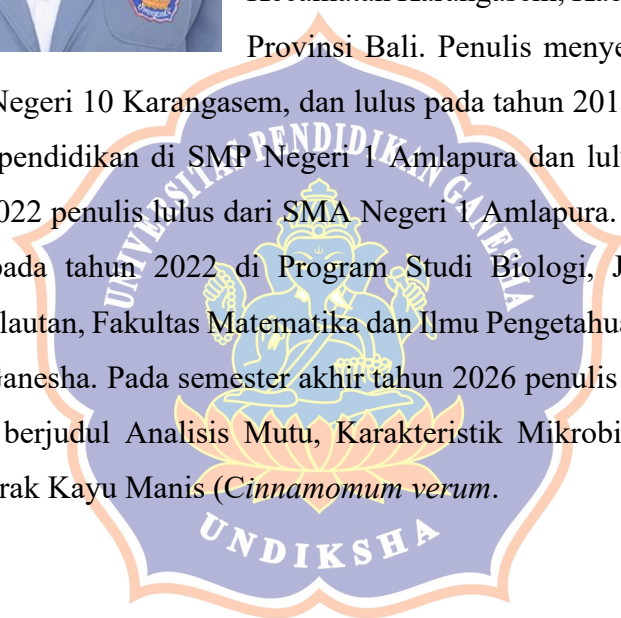 Provinsi Bali. Penulis menye
Negeri 10 Karangasem, dan lulus pada tahun 201
pendidikan di SMP Negeri 1 Amlapura dan lul
022 penulis lulus dari SMA Negeri 1 Amlapura.
pada tahun 2022 di Program Studi Biologi, J
lautan, Fakultas Matematika dan Ilmu Pengetahua
Ganesha. Pada semester akhir tahun 2026 penulis
berjudul Analisis Mutu, Karakteristik Mikrobi
rak Kayu Manis (Cinnamomum verum.
UNIVERSITAS PENDIDIKAN GANESHA
UNDIKSHA